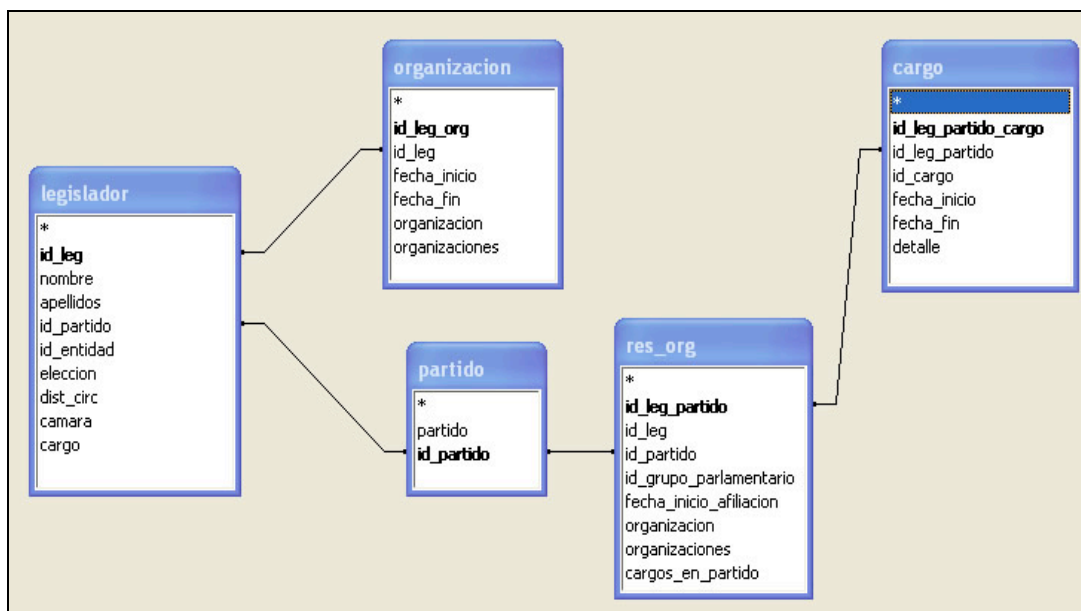 organizacion
*
id_leg_org
id_leg
fecha_inicio
fecha_fin
organizacion
organizaciones
cargo
*
id_leg_partido_cargo
id_leg_partido
id_cargo
fecha_inicio
fecha_fin
detalle
legislador
*
id_leg
nombre
apellidos
id_partido
id_entidad
eleccion
dist_circ
camara
cargo
partido
*
partido
id_partido
res_org
*
id_leg_partido
id_leg
id_partido
id_grupo_parlamentario
fecha_inicio_afiliacion
organizacion
organizaciones
cargos_en_partido